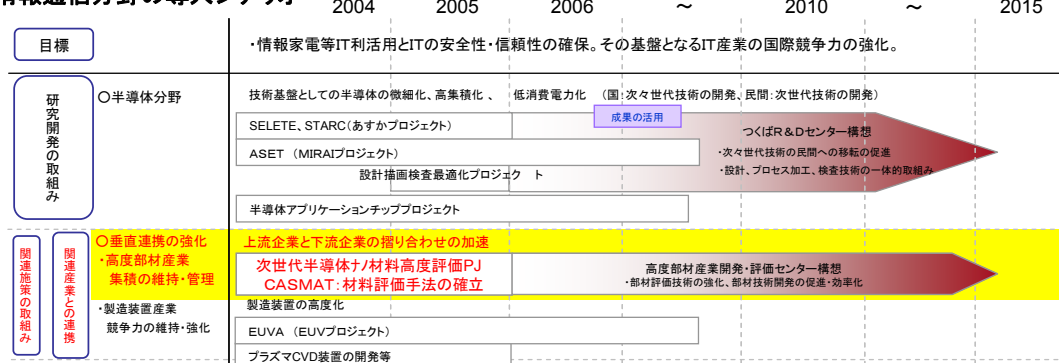 情報通信分野の導入シナリオ
2004 2005 2006 ～ 2010 ～ 2015
目標
・情報家電等IT利活用とITの安全性・信頼性の確保。その基盤となるIT産業の国際競争力の強化。
研究開発の取組み
○半導体分野
技術基盤としての半導体の微細化、高集積化 、 低消費電力化 （国：次々世代技術の開発、民間：次世代技術の開発）
成果の活用
SELETE、STARC（あすかプロジェクト）
つくばR＆Dセンター構想
ASET （MIRAIプロジェクト）
・次々世代技術の民間への移転の促進
・設計、プロセス加工、検査技術の一体的取組み
設計描画検査最適化プロジェク ト
半導体アプリケーションチッププロジェクト
関連施策の取組み
関連産業との連携
○垂直連携の強化
・高度部材産業
集積の維持・管理
上流企業と下流企業の摺り合わせの加速
次世代半導体ナノ材料高度評価PJ
CASMAT：材料評価手法の確立
高度部材産業開発・評価センター構想
・部材評価技術の強化、部材技術開発の促進・効率化
・製造装置産業
競争力の維持・強化
製造装置の高度化
EUVA （EUVプロジェクト）
プラズマCVD装置の開発等